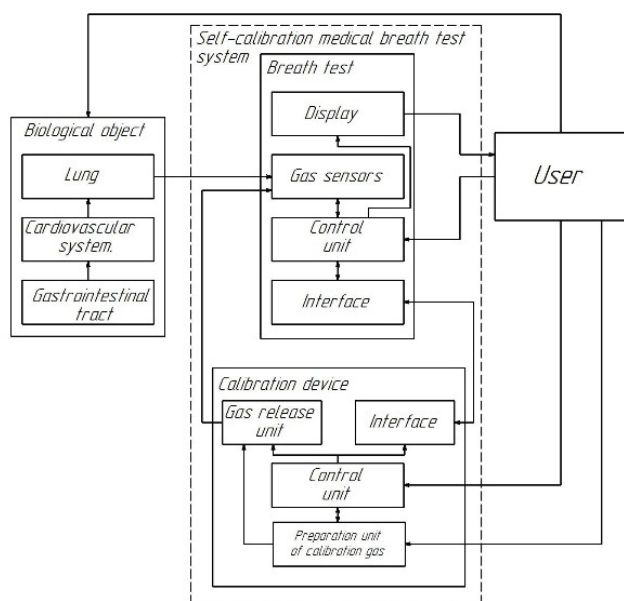 Self-calibration medical breath test
system
Breath test
Display
Gas sensors
Control
unit
Interface
Biological object
Lung
Cardiovascular
system.
Gastrointestinal
tract
User
Calibration device
Gas release
unit
Interface
Control
unit
Preparation unit
of calibration gas